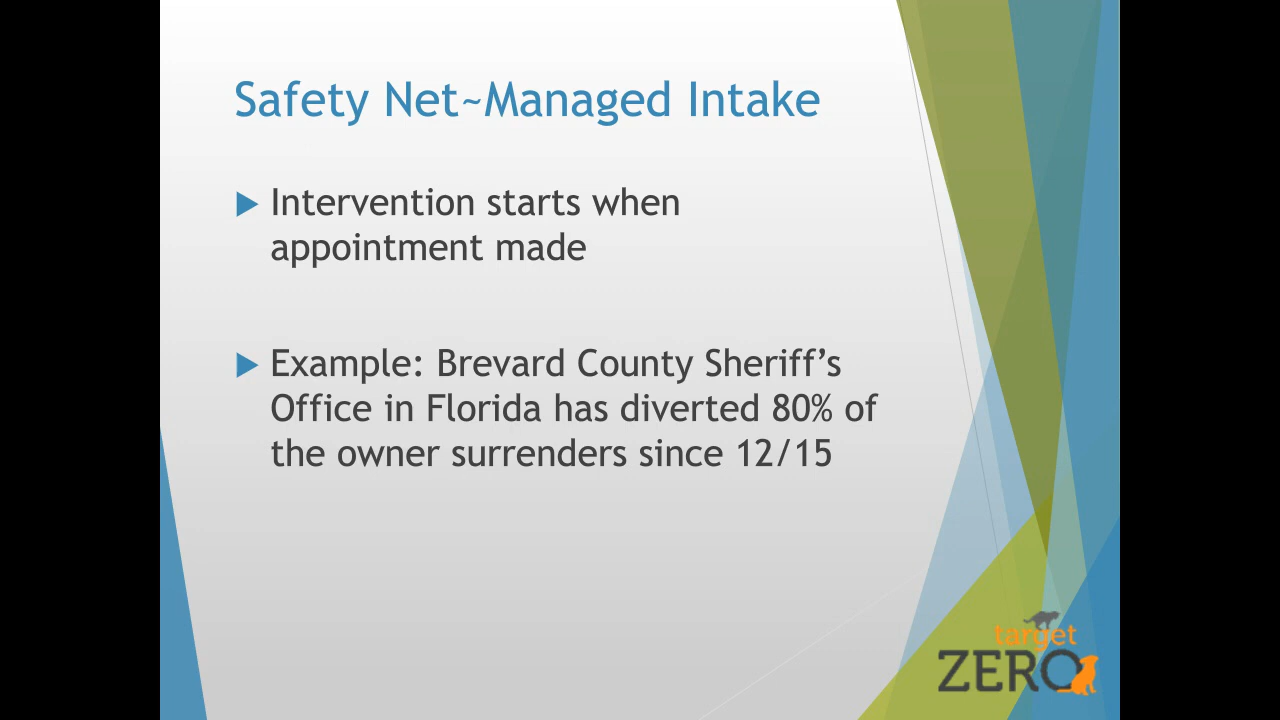 Safety Net~Managed Intake
Intervention starts when
appointment made
Example: Brevard County Sheriff’s
Office in Florida has diverted 80% of
the owner surrenders since 12/15
target
ZERO